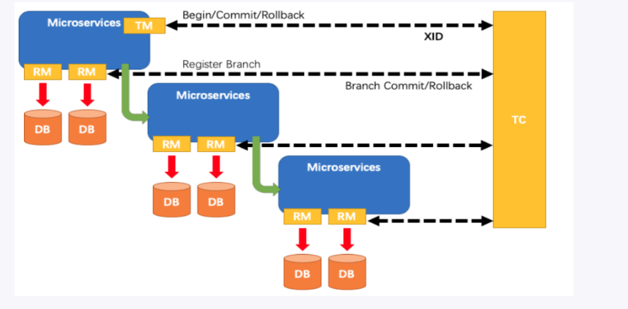 Begin/Commit/Rollback
Microservices
TM
XID
Register Branch
RM
RM
Branch Commit/Rollback
Microservices
TC
DB
DB
RM
RM
Microservices
DB
DB
RM
RM
DB
DB